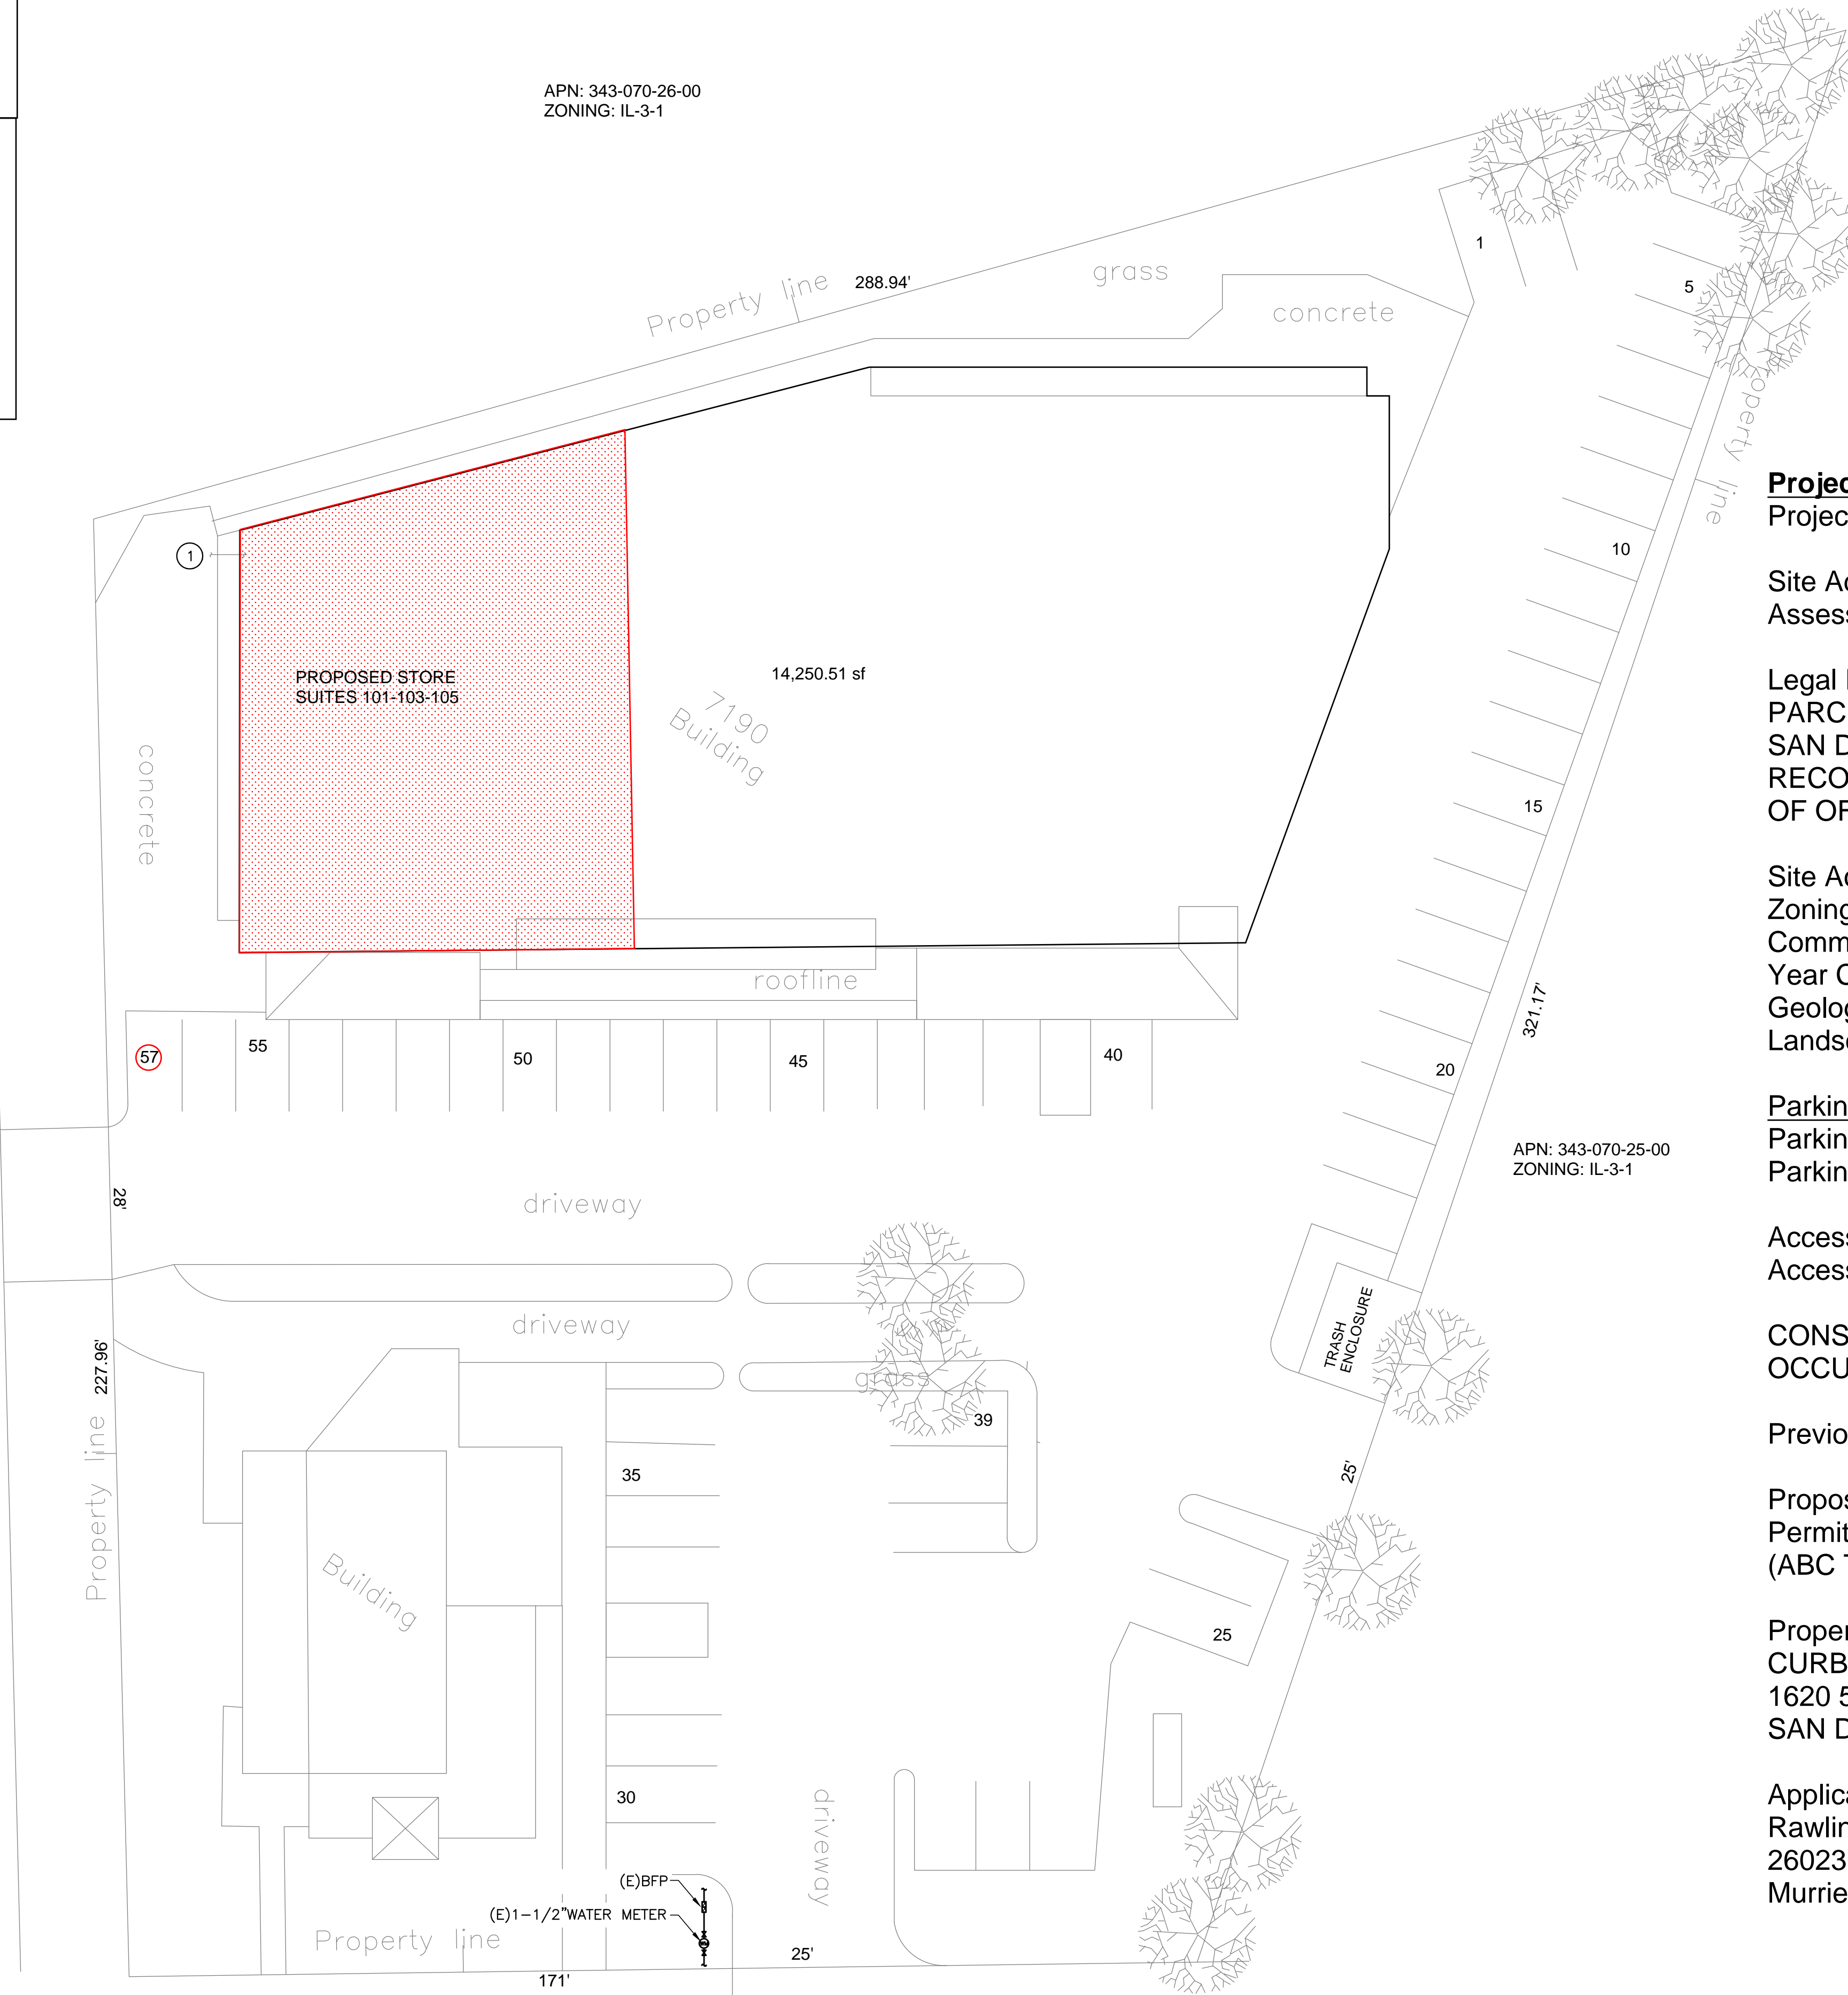 APN: 343-070-26-00
ZONING: IL-3-1
Property line
288.94'
grass
concrete
1
5
operty line
10
15
20
321.17'
1
PROPOSED STORE
SUITES 101-103-105
14,250.51 sf
7190
Building
concrete
roofline
57
55
50
45
40
APN: 343-070-25-00
ZONING: IL-3-1
28'
driveway
driveway
grass
TRASH
ENCLOSURE
227.96'
Property line
39
35
25'
Building
25
30
driveway
(E)BFP
(E)1-1/2"WATER METER
Property line
25'
171'
Projec
Projec
Site Ad
Assess
Legal
PARC
SAN D
RECO
OF OF
Site Ad
Zoning
Comm
Year C
Geolog
Landsc
Parkin
Parkin
Parkin
Access
Access
CONS
OCCU
Previo
Propos
Permit
(ABC
Proper
CURB
1620 5
SAN D
Applica
Rawlin
26023
Murrie